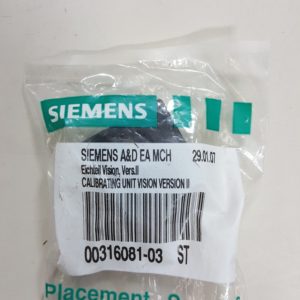 SIEMENS
SIEMENS A&D EA MCH 29.01.07
Eichteil Vision, Vers.II
CALIBRATING UNIT VISION VERSION II
00316081-03 ST
Placement